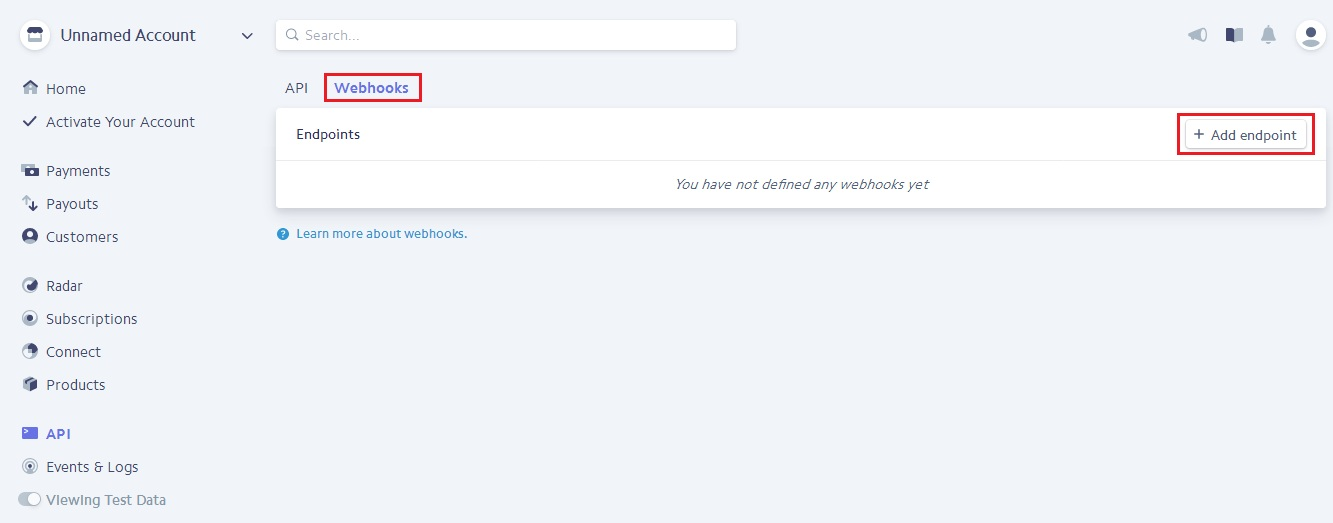 Unnamed Account
Search...
Home
Activate Your Account
Payments
Payouts
Customers
Radar
Subscriptions
Connect
Products
API
Events & Logs
Viewing Test Data
API Webhooks
Endpoints
+ Add endpoint
You have not defined any webhooks yet
? Learn more about webhooks.